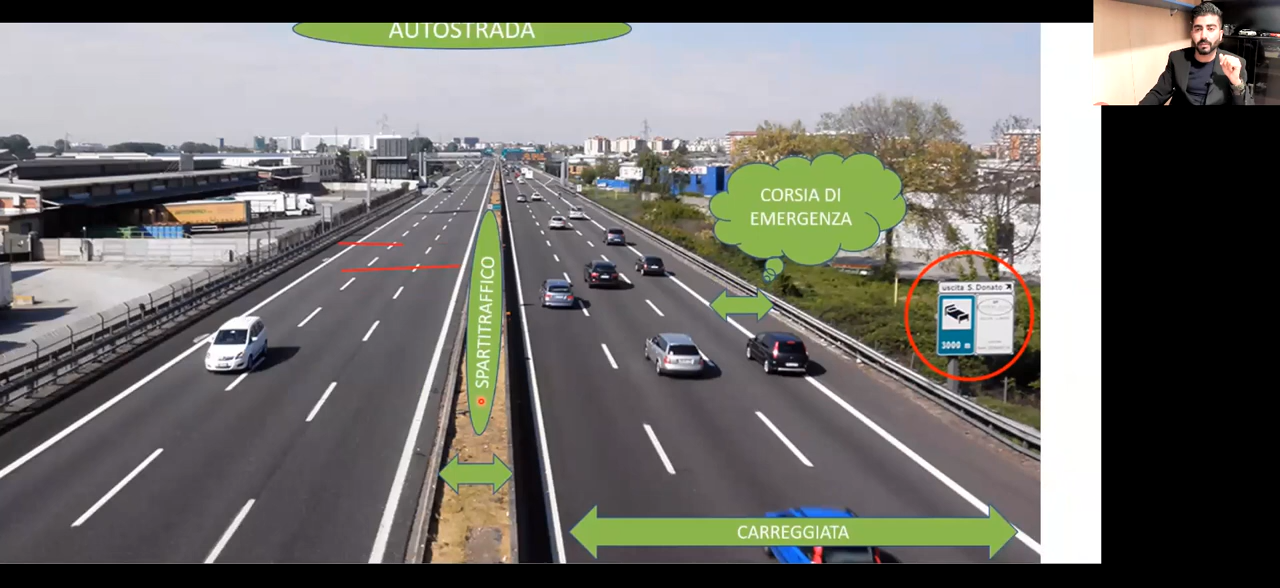 AUTOSTRADA
CORSIA DI
EMERGENZA
SPARTITRAFFICO
uscita S. Donato
3000 m
CARREGGIATA